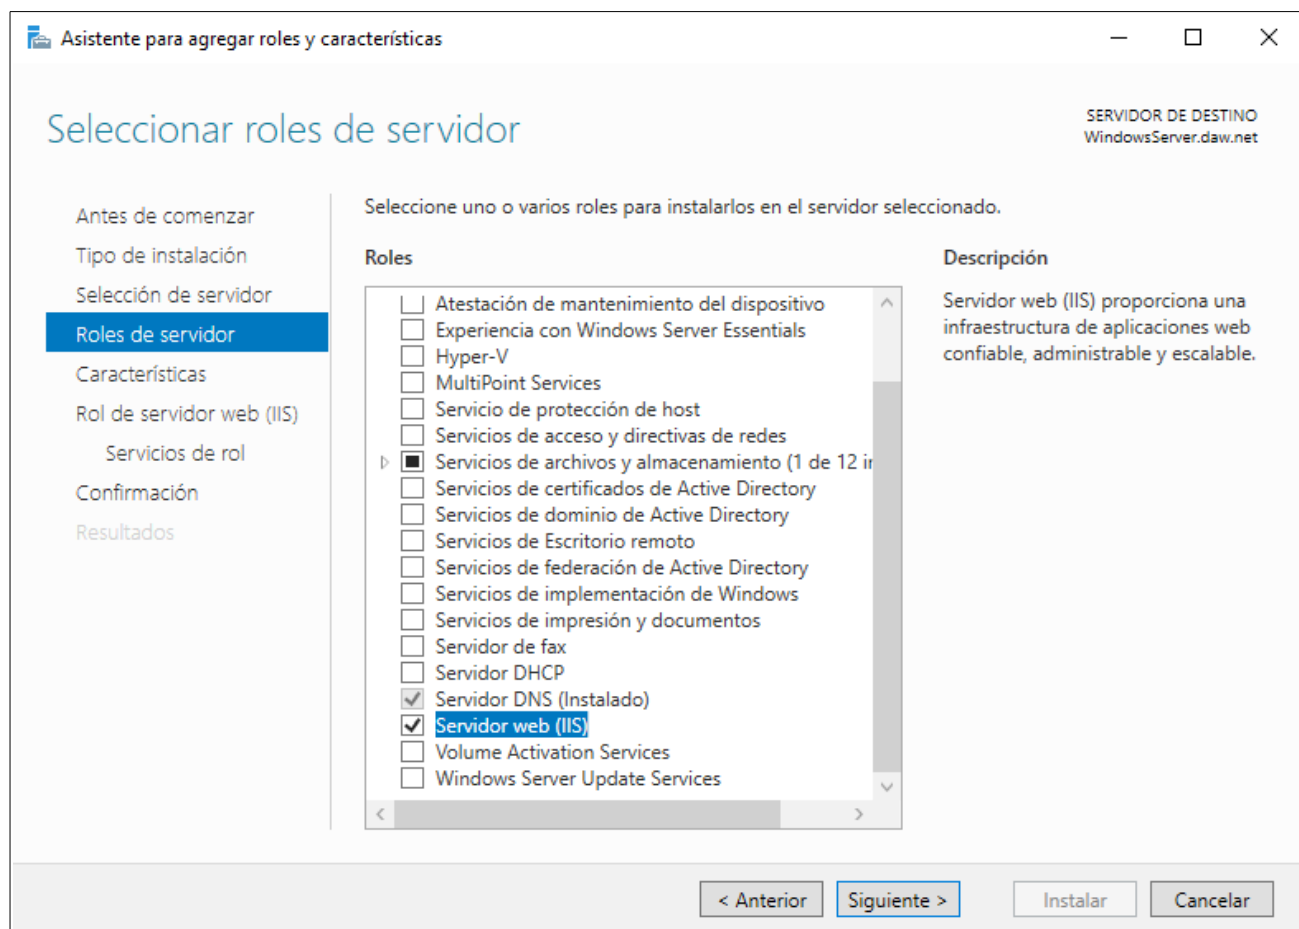 Asistente para agregar roles y características
Seleccionar roles de servidor
SERVIDOR DE DESTINO
WindowsServer.daw.net
Antes de comenzar
Tipo de instalación
Selección de servidor
Roles de servidor
Características
Rol de servidor web (IIS)
Servicios de rol
Confirmación
Resultados
Seleccione uno o varios roles para instalarlos en el servidor seleccionado.
Roles
Atestación de mantenimiento del dispositivo
Experiencia con Windows Server Essentials
Hyper-V
MultiPoint Services
Servicio de protección de host
Servicios de acceso y directivas de redes
Servicios de archivos y almacenamiento (1 de 12 ir
Servicios de certificados de Active Directory
Servicios de dominio de Active Directory
Servicios de Escritorio remoto
Servicios de federación de Active Directory
Servicios de implementación de Windows
Servicios de impresión y documentos
Servidor de fax
Servidor DHCP
Servidor DNS (Instalado)
Servidor web (IIS)
Volume Activation Services
Windows Server Update Services
Descripción
Servidor web (IIS) proporciona una
infraestructura de aplicaciones web
confiable, administrable y escalable.
< Anterior
Siguiente >
Instalar
Cancelar